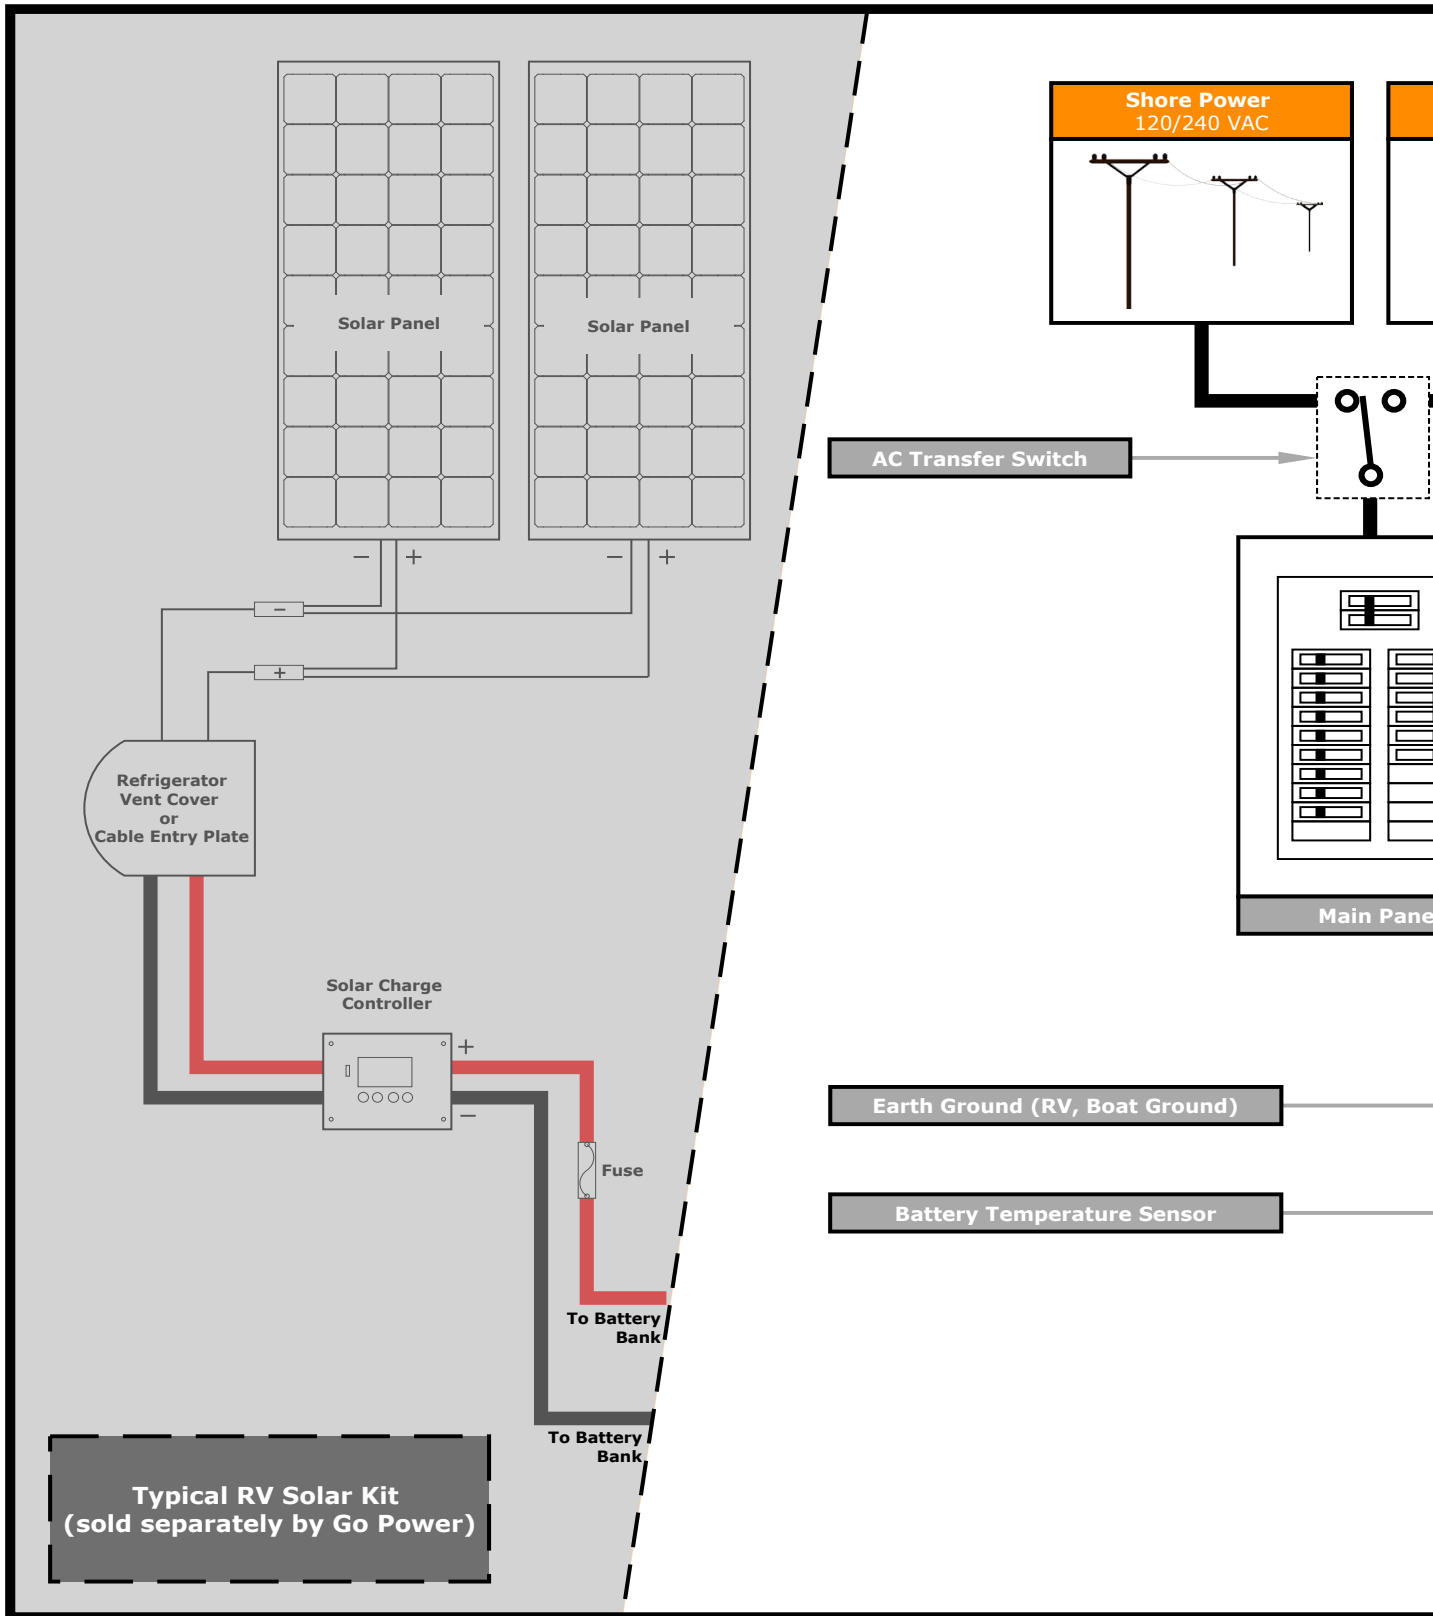 Shore Power
120/240 VAC
Solar Panel
Solar Panel
AC Transfer Switch
− +
− +
−
+
Refrigerator
Vent Cover
or
Cable Entry Plate
Main Pane
Solar Charge
Controller
+
−
Earth Ground (RV, Boat Ground)
Fuse
Battery Temperature Sensor
To Battery
Bank
To Battery
Bank
Typical RV Solar Kit
(sold separately by Go Power)